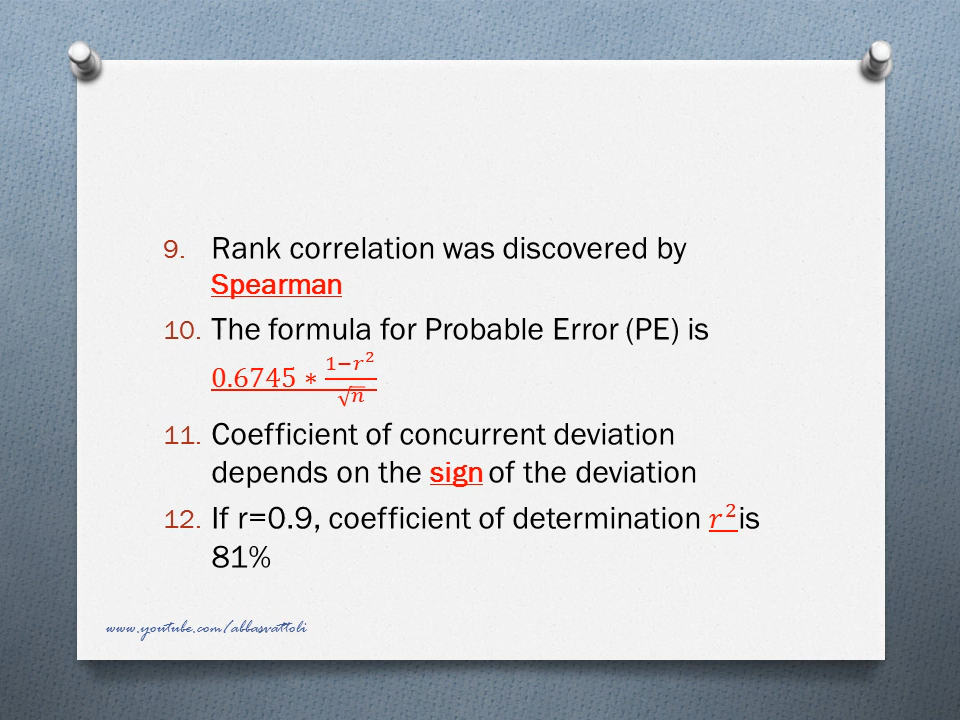 9. Rank correlation was discovered by
Spearman
10. The formula for Probable Error (PE) is
0.6745 ∗ (1−r²)/√n
11. Coefficient of concurrent deviation
depends on the sign of the deviation
12. If r=0.9, coefficient of determination r² is
81%
www.youtube.com/abbasvattoli